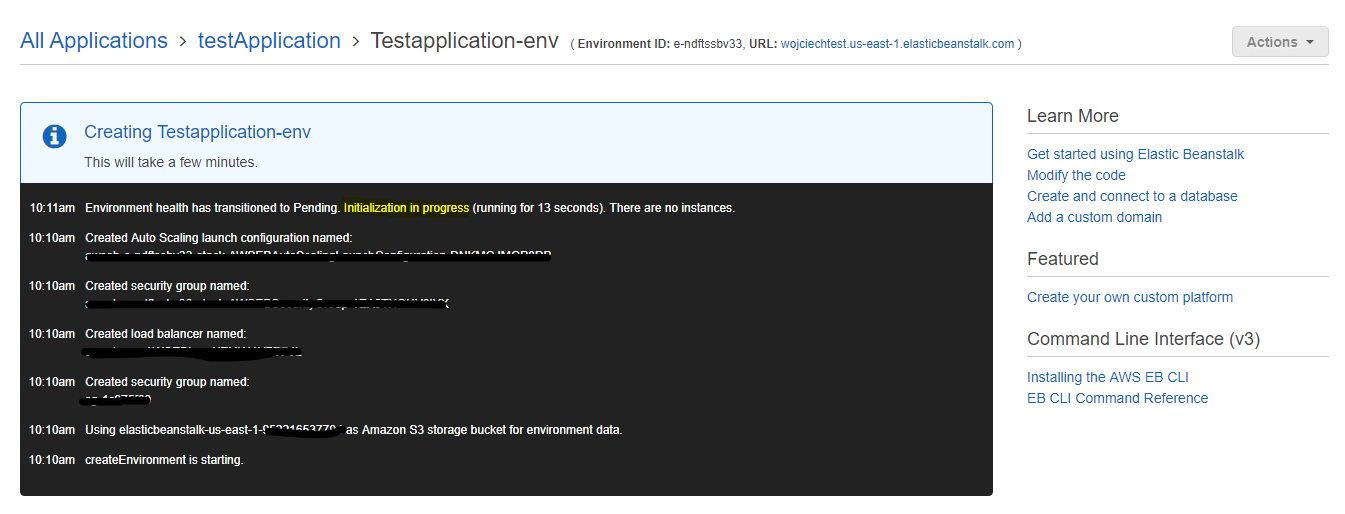 All Applications > testApplication > Testapplication-env ( Environment ID: e-ndftssbv33, URL: wojciechtest.us-east-1.elasticbeanstalk.com )
Actions
Creating Testapplication-env
This will take a few minutes.
10:11am Environment health has transitioned to Pending. Initialization in progress (running for 13 seconds). There are no instances.
10:10am Created Auto Scaling launch configuration named:
10:10am Created security group named:
10:10am Created load balancer named:
10:10am Created security group named:
10:10am Using elasticbeanstalk-us-east-1- as Amazon S3 storage bucket for environment data.
10:10am createEnvironment is starting.
Learn More
Get started using Elastic Beanstalk
Modify the code
Create and connect to a database
Add a custom domain
Featured
Create your own custom platform
Command Line Interface (v3)
Installing the AWS EB CLI
EB CLI Command Reference